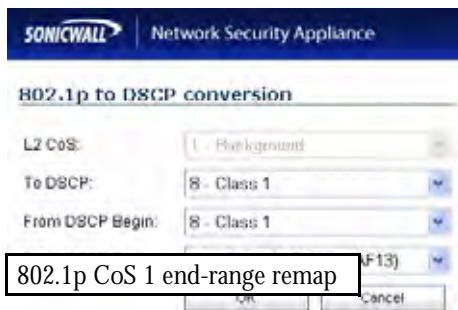 SONICWALL
Network Security Appliance
802.1p to DSCP conversion
L2 CoS: 1 - Background
To DSCP: 8 - Class 1
From DSCP Begin: 8 - Class 1
AF13)
802.1p CoS 1 end-range remap
OK Cancel